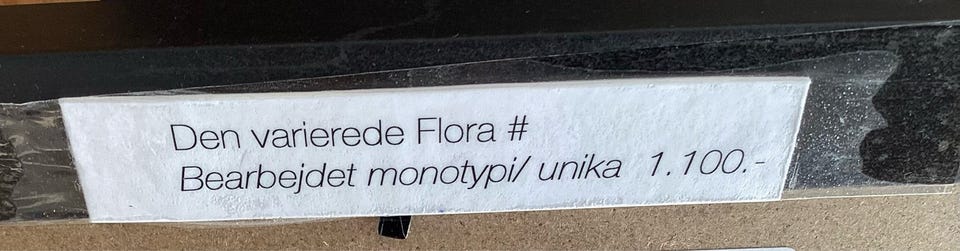 Den varierede Flora #
Bearbejdet monotypi/ unika 1.100.-